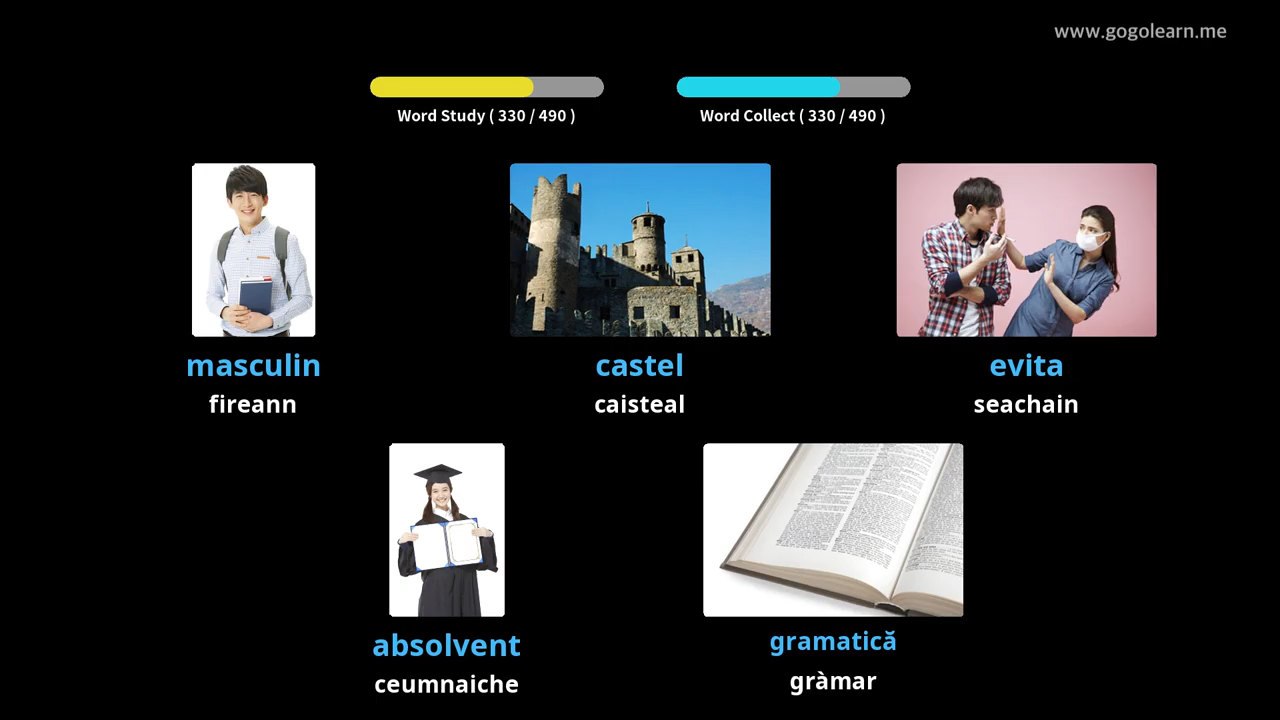 www.gogolearn.me
Word Study ( 330 / 490 )
Word Collect ( 330 / 490 )
masculin
fireann
castel
caisteal
evita
seachain
absolvent
ceumnaiche
gramatică
gràmar